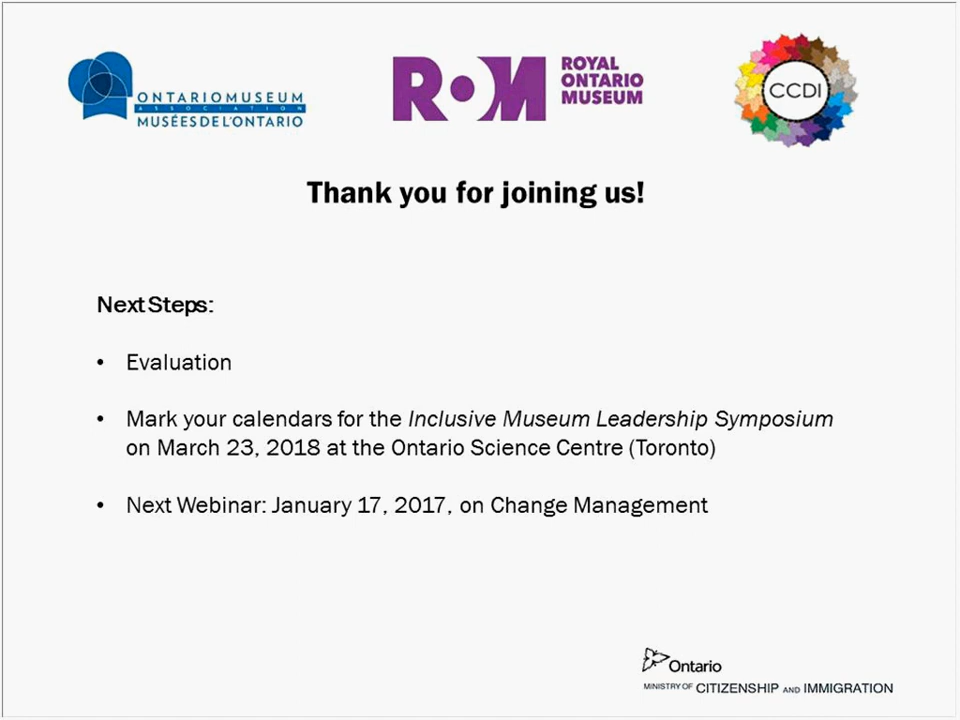 ONTARIOMUSEUM
ASSOCIATION
MUSÉESDEL'ONTARIO
ROM
ROYAL
ONTARIO
MUSEUM
CCDI
Thank you for joining us!
Next Steps:
• Evaluation
• Mark your calendars for the Inclusive Museum Leadership Symposium
on March 23, 2018 at the Ontario Science Centre (Toronto)
• Next Webinar: January 17, 2017, on Change Management
Ontario
MINISTRY OF CITIZENSHIP AND IMMIGRATION